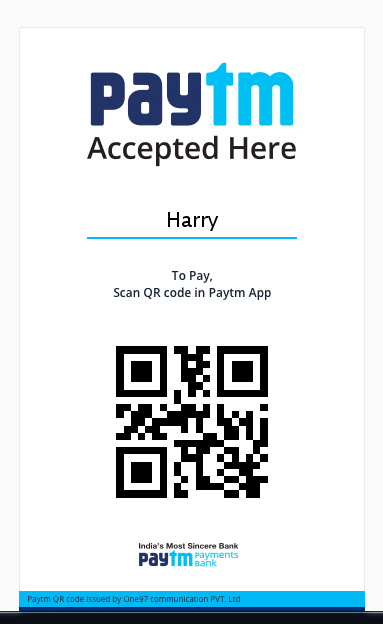 paytm
Accepted Here
Harry
To Pay,
Scan QR code in Paytm App
India's Most Sincere Bank
paytm Payments
Bank
Paytm QR code issued by One97 communication PVT. Ltd